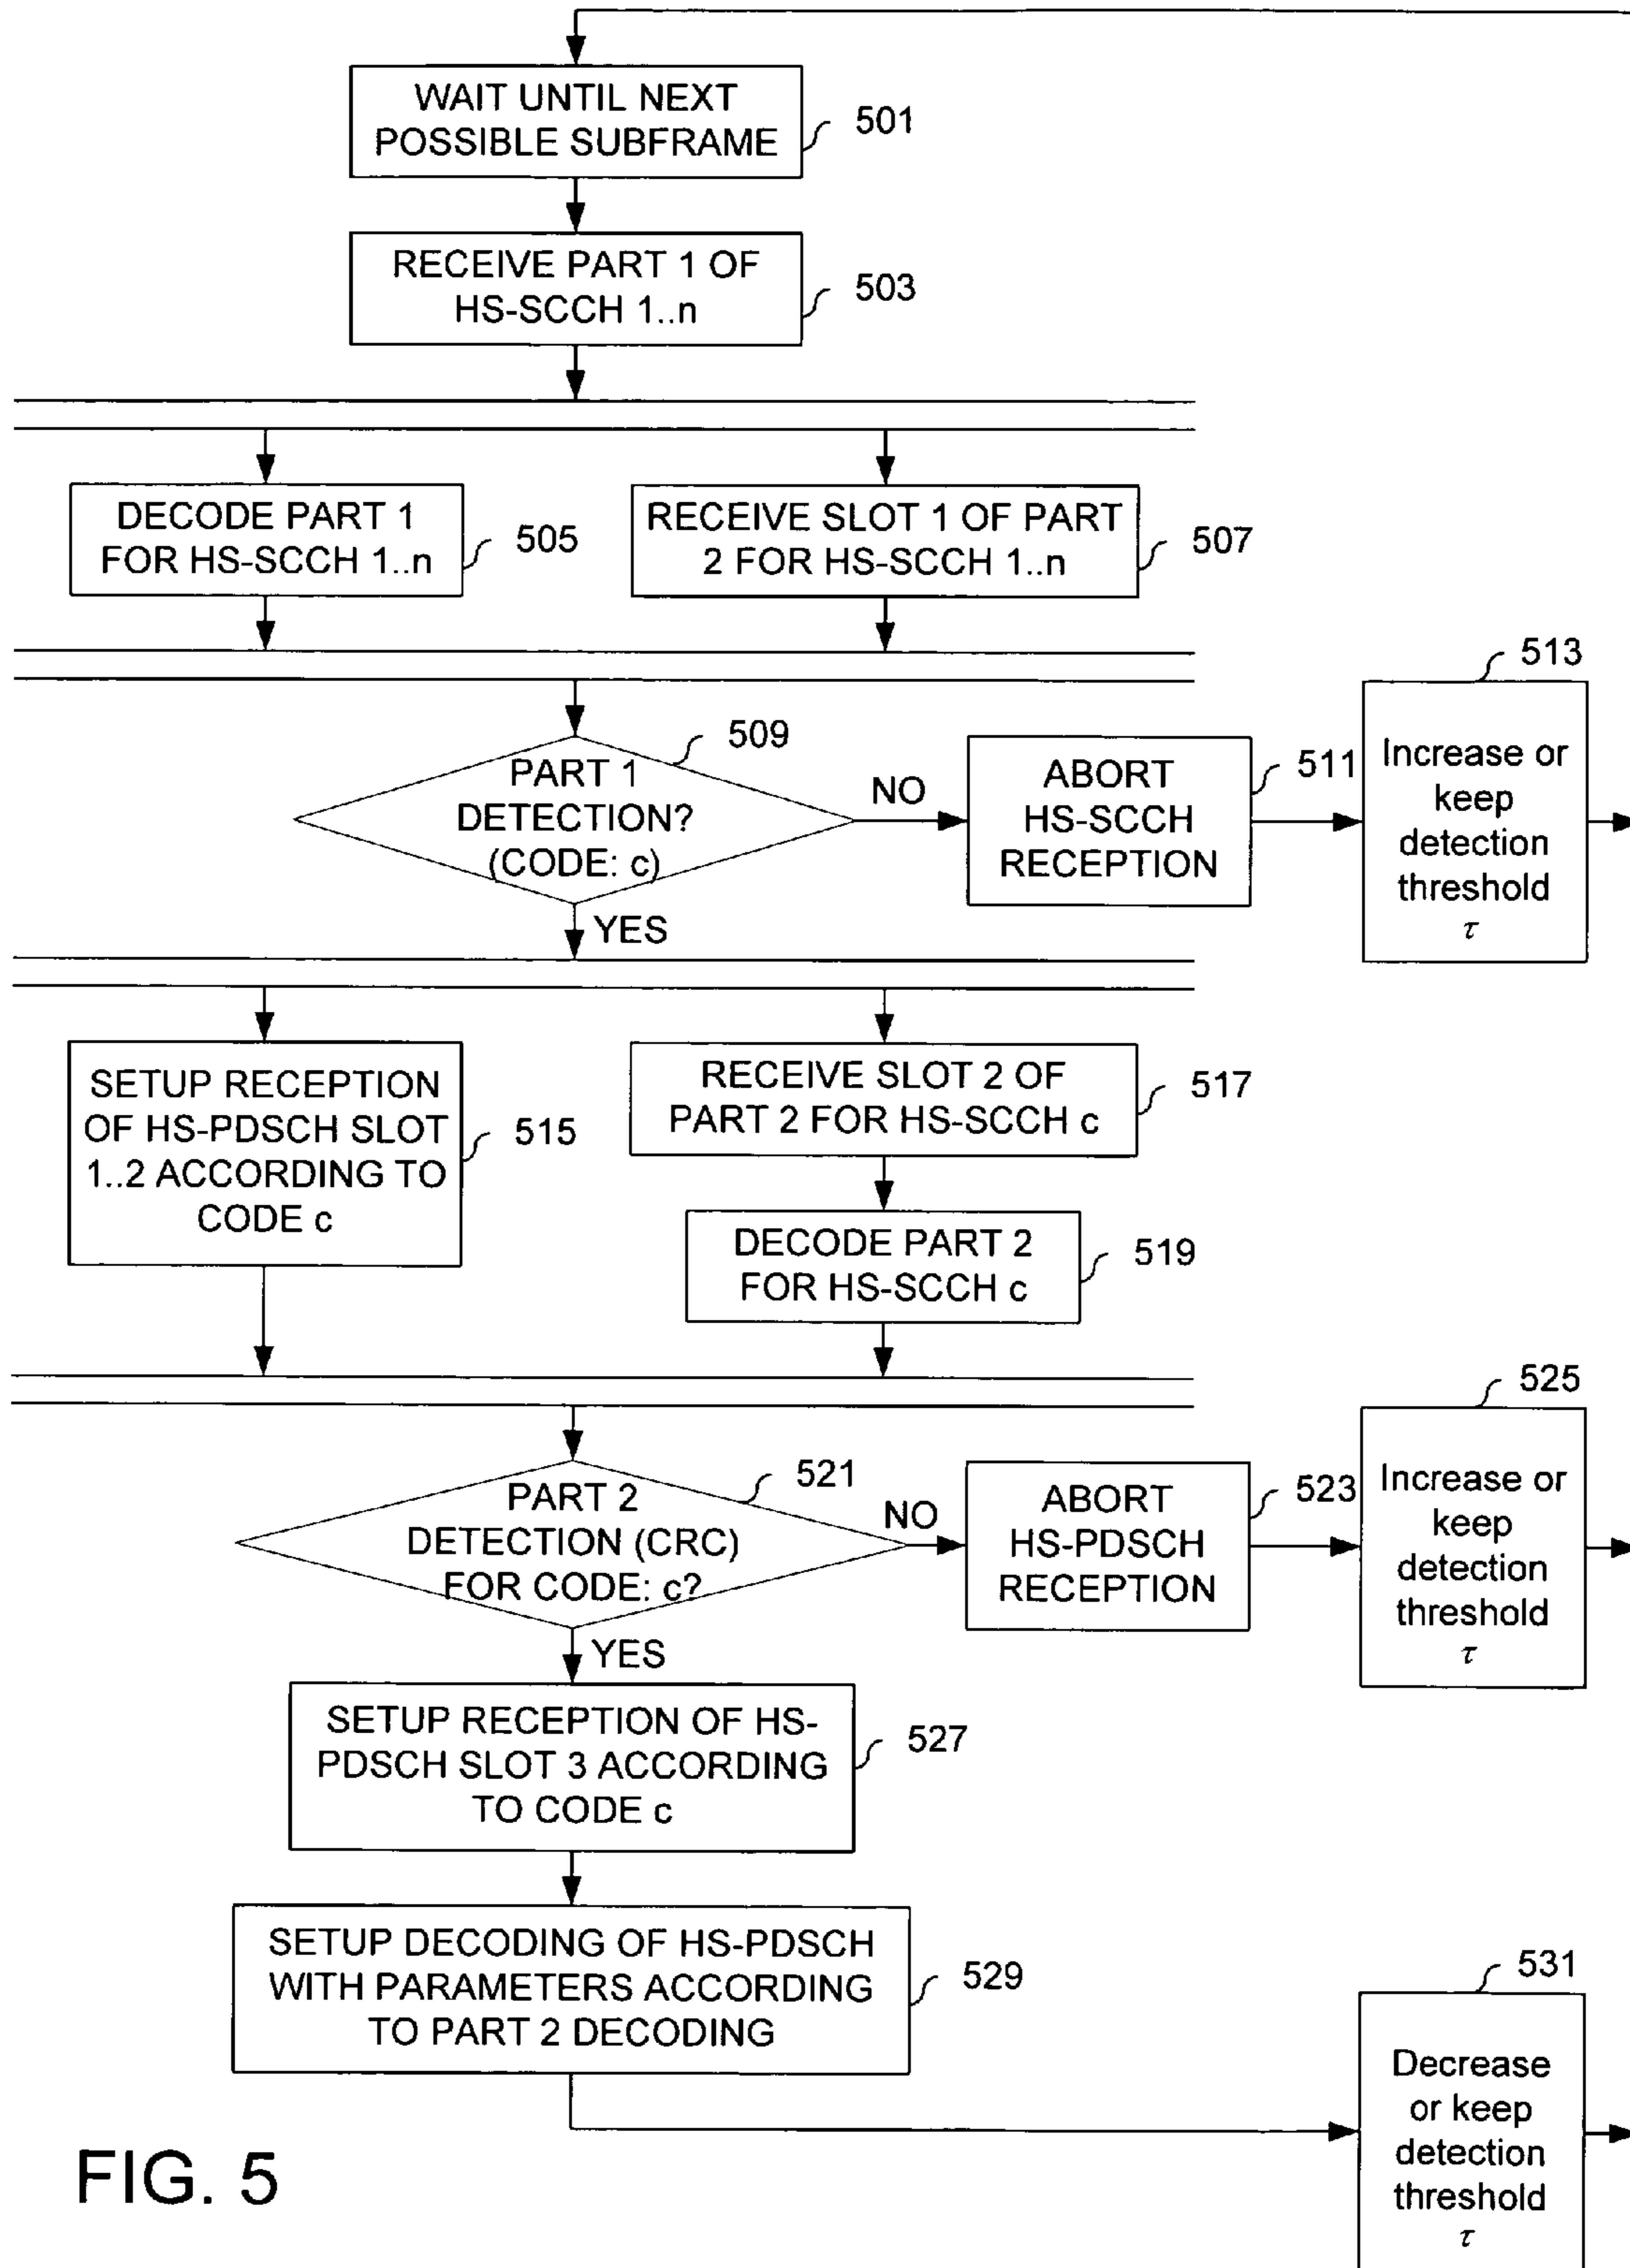 WAIT UNTIL NEXT
POSSIBLE SUBFRAME
501
RECEIVE PART 1 OF
HS-SCCH 1..n
503
DECODE PART 1
FOR HS-SCCH 1..n
505
RECEIVE SLOT 1 OF PART
2 FOR HS-SCCH 1..n
507
PART 1
DETECTION?
(CODE: c)
509
NO
YES
ABORT
HS-SCCH
RECEPTION
511
513
Increase or
keep
detection
threshold
τ
SETUP RECEPTION
OF HS-PDSCH SLOT
1..2 ACCORDING TO
CODE c
515
RECEIVE SLOT 2 OF
PART 2 FOR HS-SCCH c
517
DECODE PART 2
FOR HS-SCCH c
519
PART 2
DETECTION (CRC)
FOR CODE: c?
521
NO
YES
ABORT
HS-PDSCH
RECEPTION
523
525
Increase or
keep
detection
threshold
τ
SETUP RECEPTION OF HS-
PDSCH SLOT 3 ACCORDING
TO CODE c
527
SETUP DECODING OF HS-PDSCH
WITH PARAMETERS ACCORDING
TO PART 2 DECODING
529
531
Decrease
or keep
detection
threshold
τ
FIG. 5